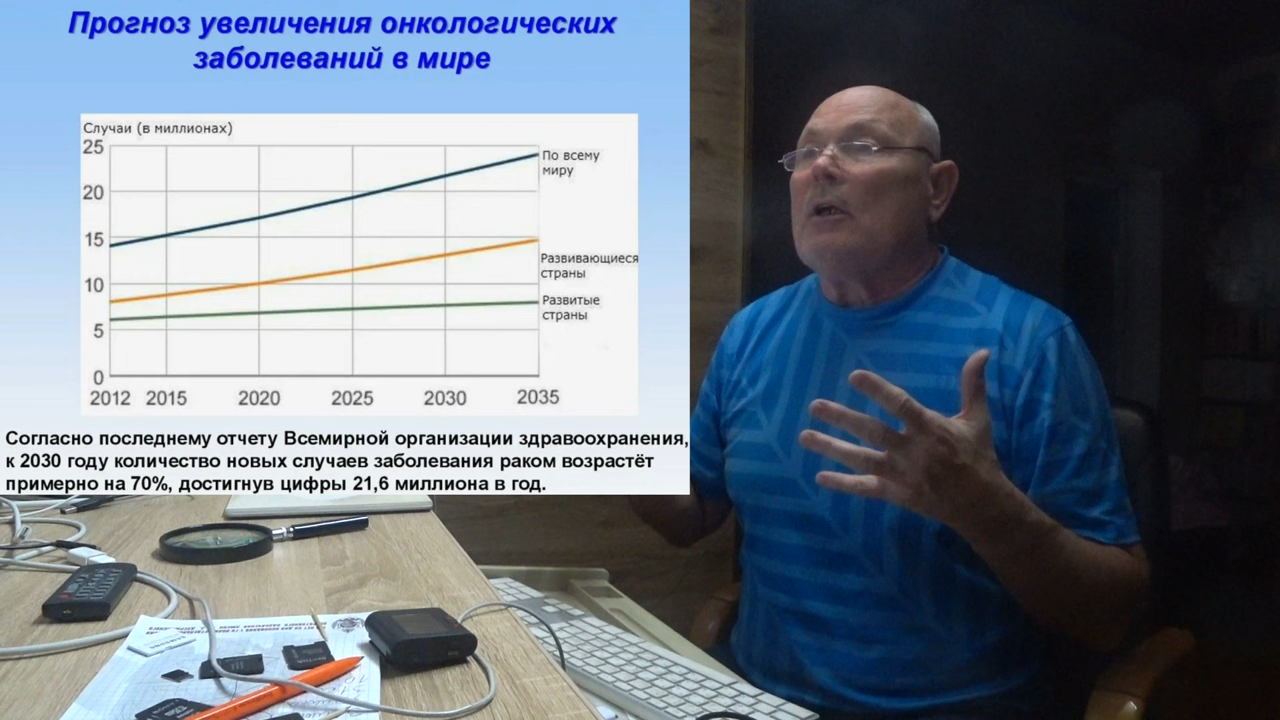 Прогноз увеличения онкологических
заболеваний в мире
Случаи (в миллионах)
25
20
15
10
5
0
По всему
миру
Развивающиеся
страны
Развитые
страны
2012 2015 2020 2025 2030 2035
Согласно последнему отчету Всемирной организации здравоохранения,
к 2030 году количество новых случаев заболевания раком возрастёт
примерно на 70%, достигнув цифры 21,6 миллиона в год.